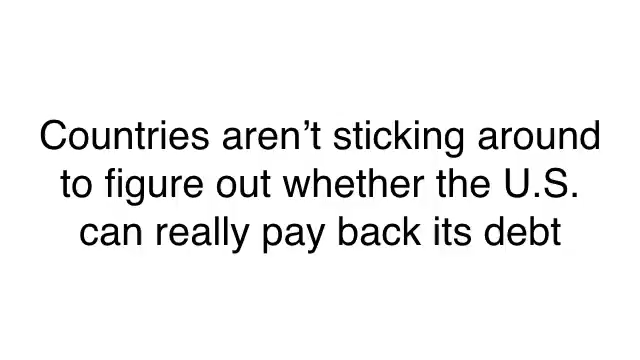 Countries aren’t sticking around
to figure out whether the U.S.
can really pay back its debt